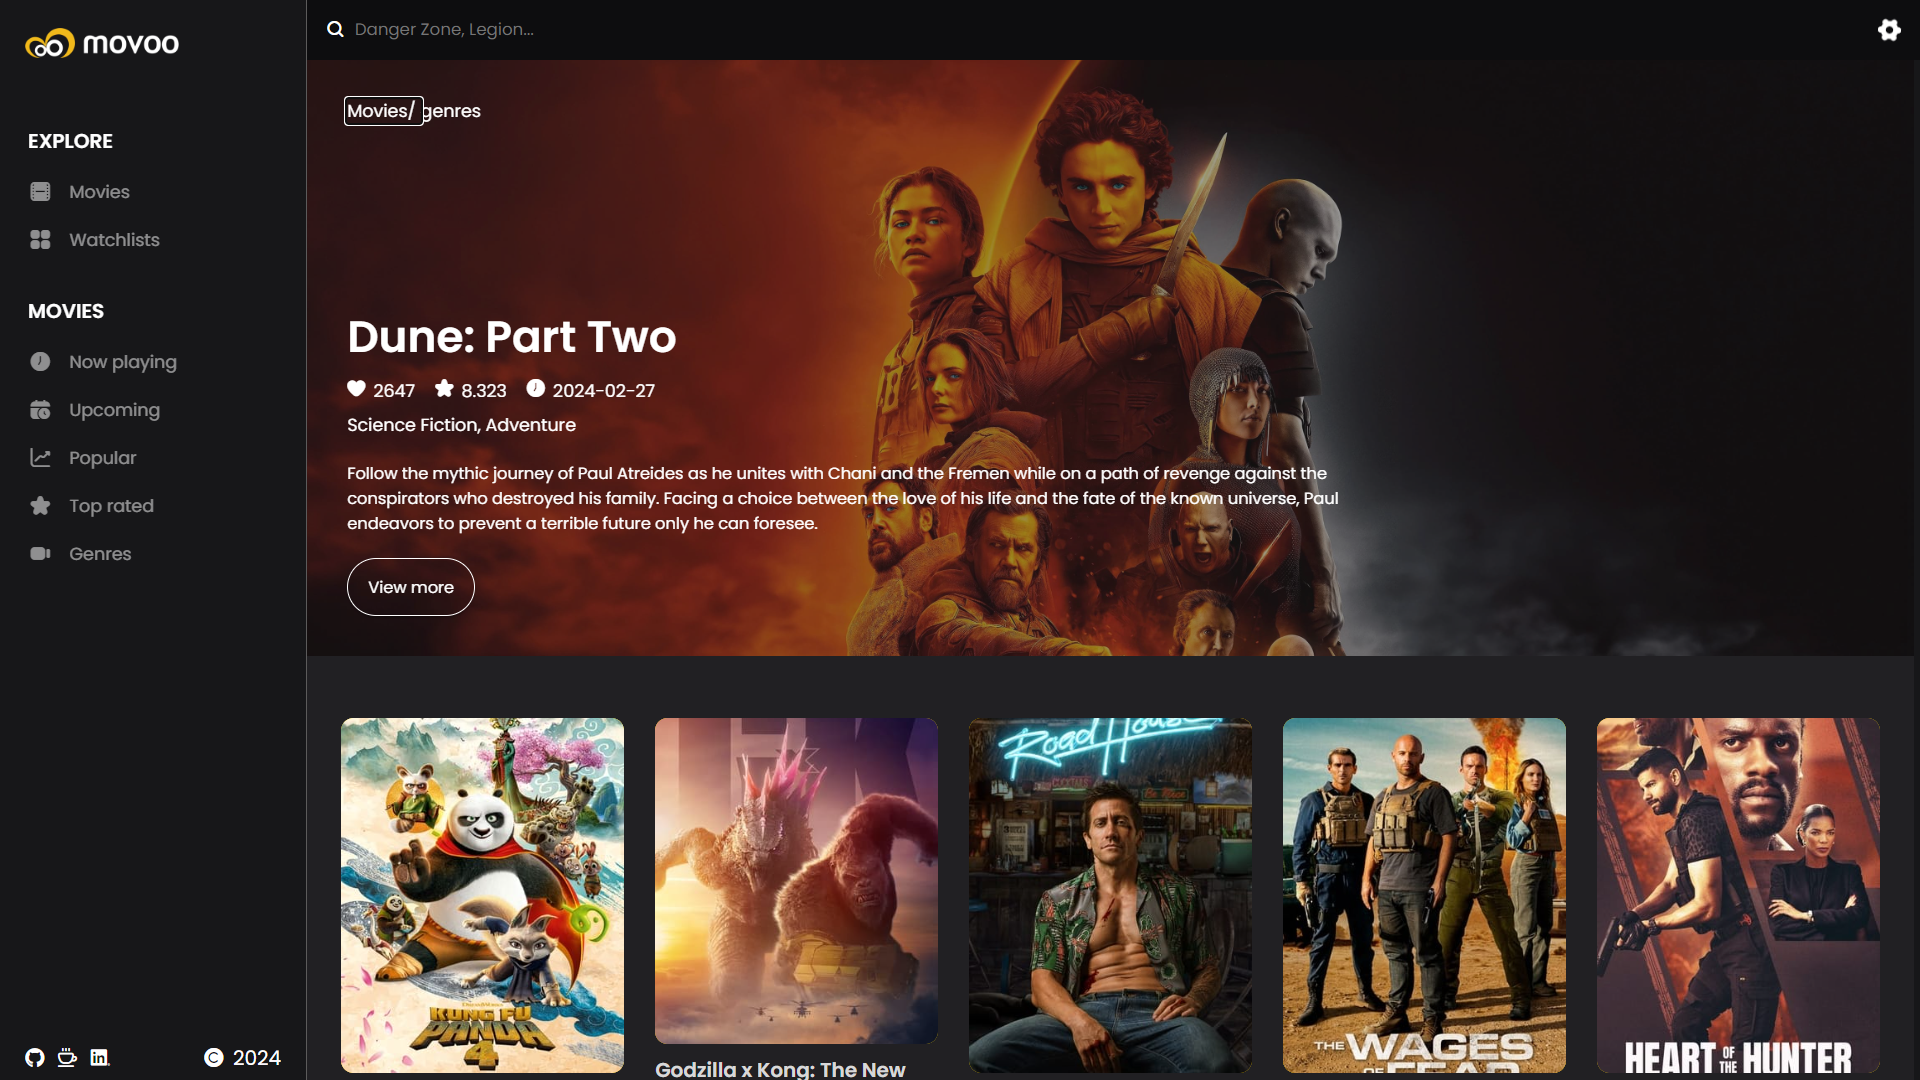 movoo
Danger Zone, Legion...
EXPLORE
Movies
Watchlists
MOVIES
Now playing
Upcoming
Popular
Top rated
Genres
© 2024
Movies/ genres
Dune: Part Two
2647 8.323 2024-02-27
Science Fiction, Adventure
Follow the mythic journey of Paul Atreides as he unites with Chani and the Fremen while on a path of revenge against the
conspirators who destroyed his family. Facing a choice between the love of his life and the fate of the known universe, Paul
endeavors to prevent a terrible future only he can foresee.
View more
KUNG FU
PANDA
4
Godzilla x Kong: The New
Road House
THE WAGES
OF FEAR
HEART OF THE HUNTER